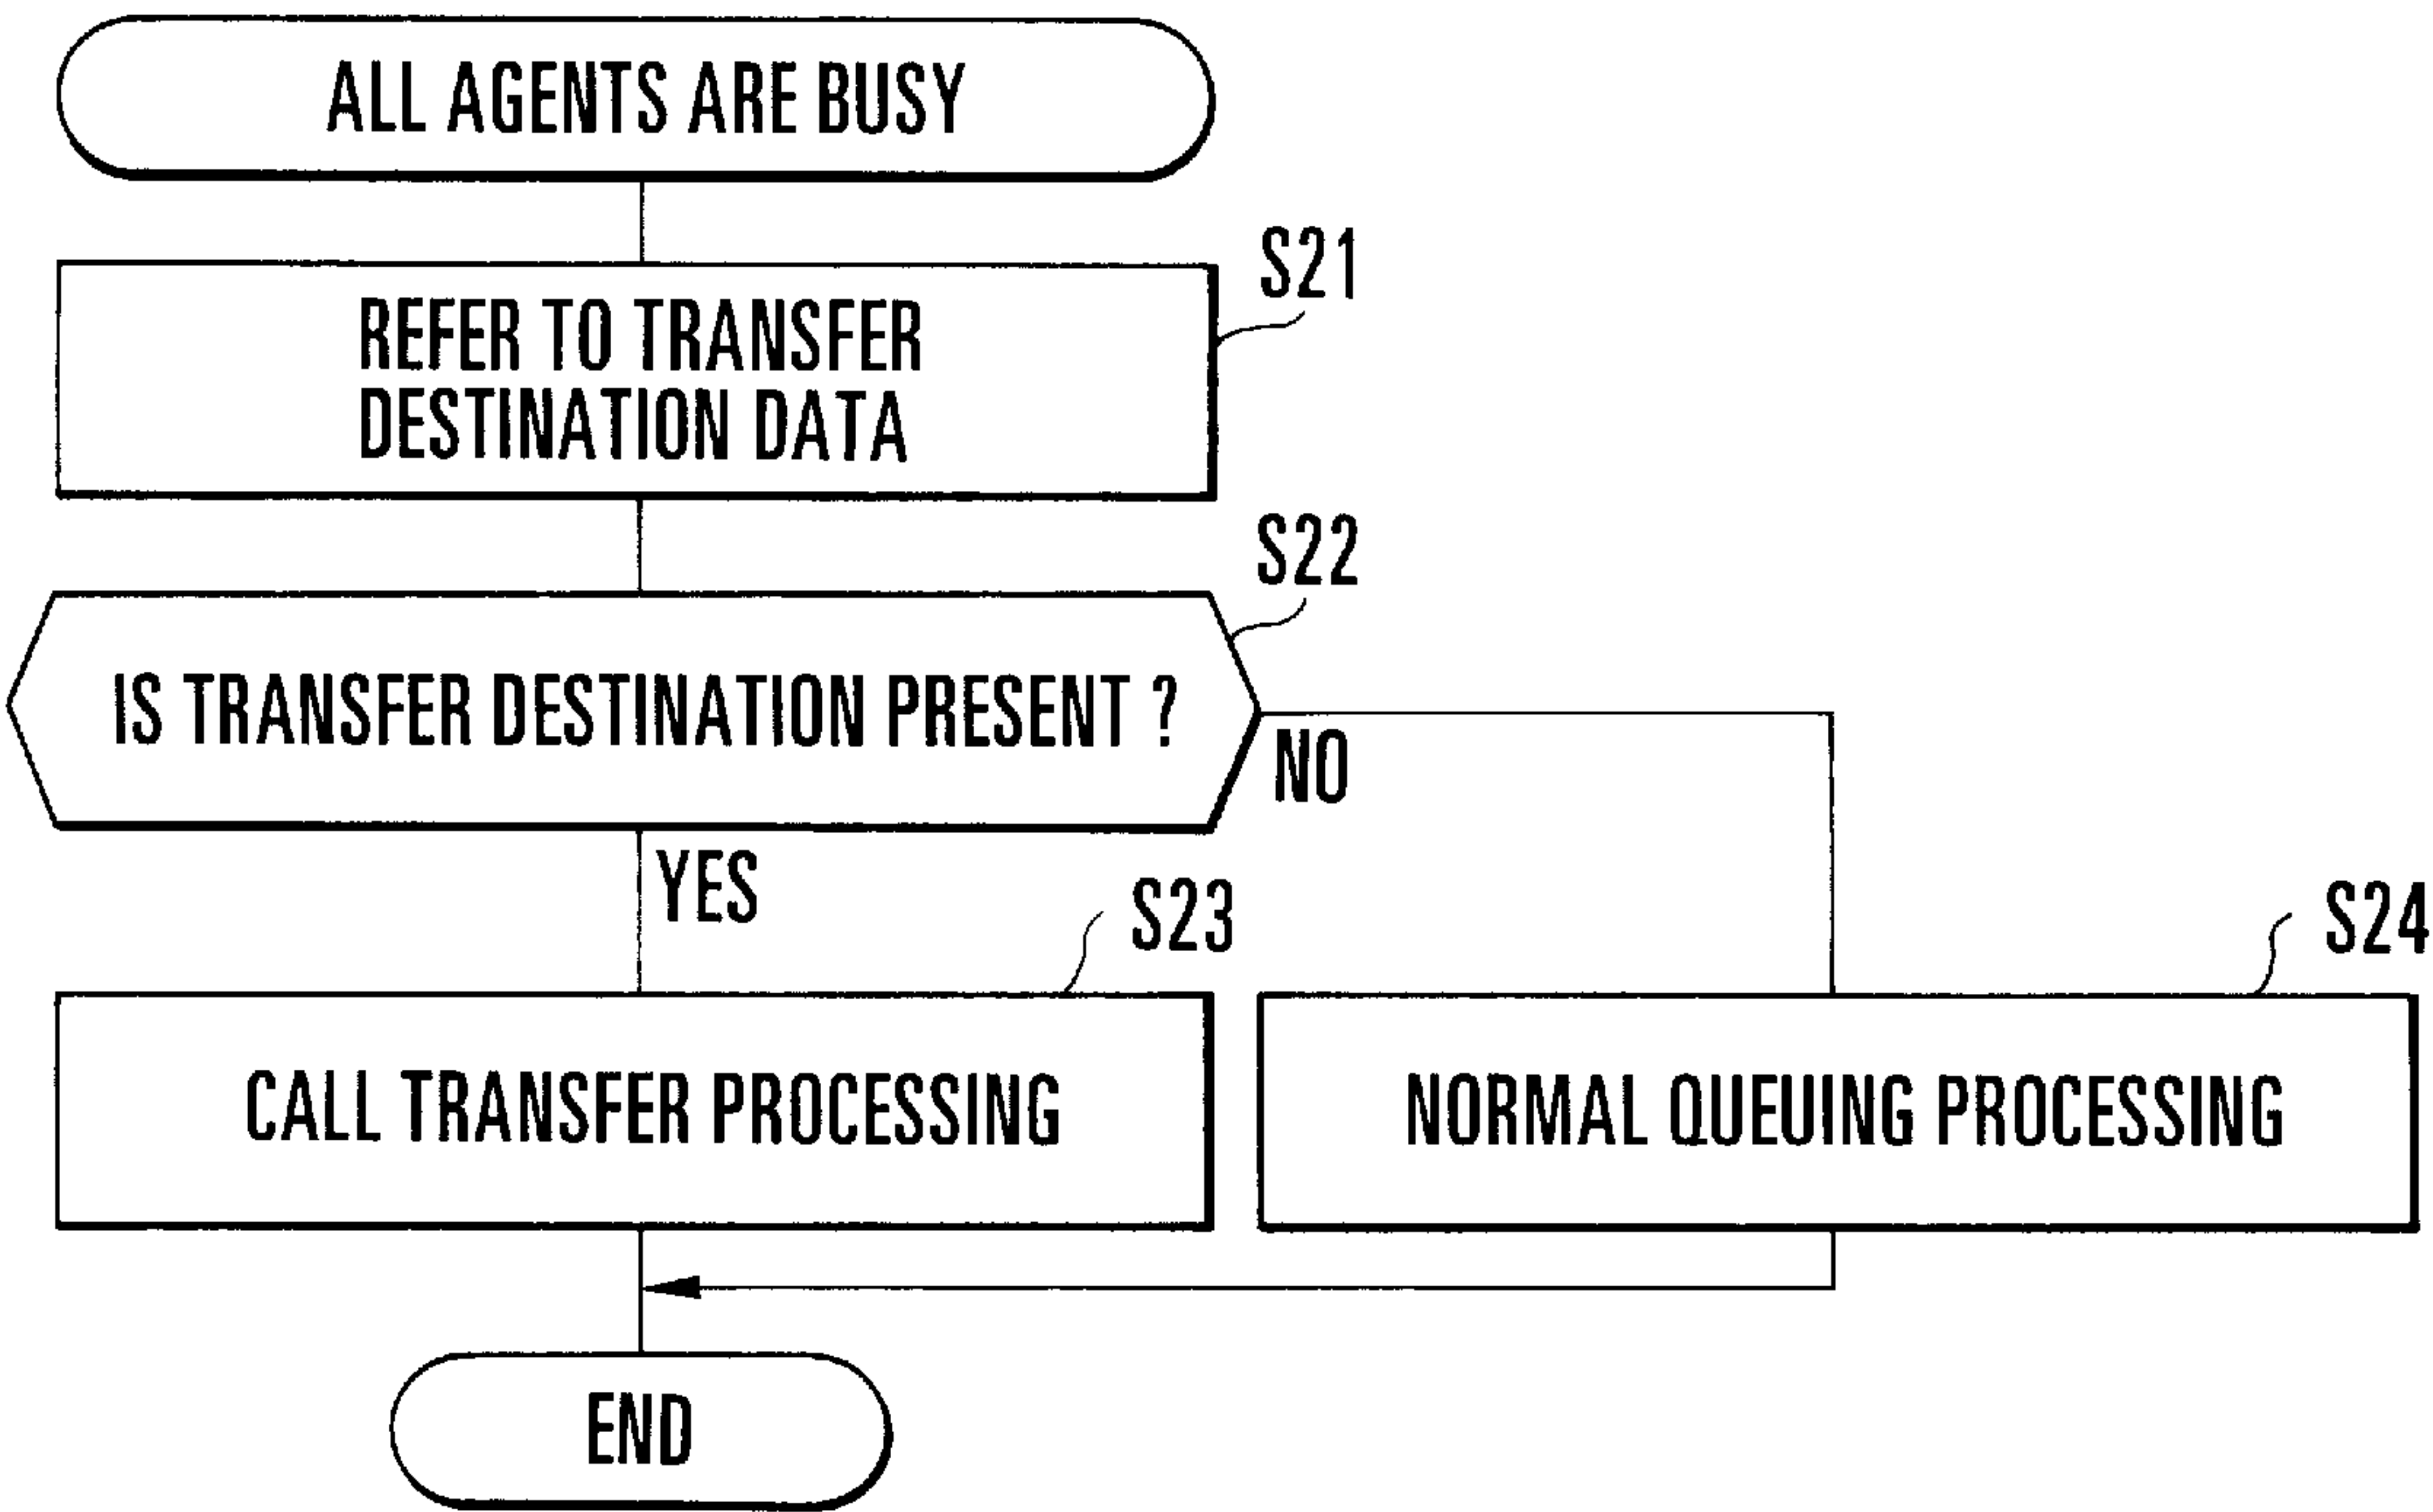 ALL AGENTS ARE BUSY
S21
REFER TO TRANSFER
DESTINATION DATA
S22
IS TRANSFER DESTINATION PRESENT ?
NO
YES
S23
S24
CALL TRANSFER PROCESSING
NORMAL QUEUING PROCESSING
END